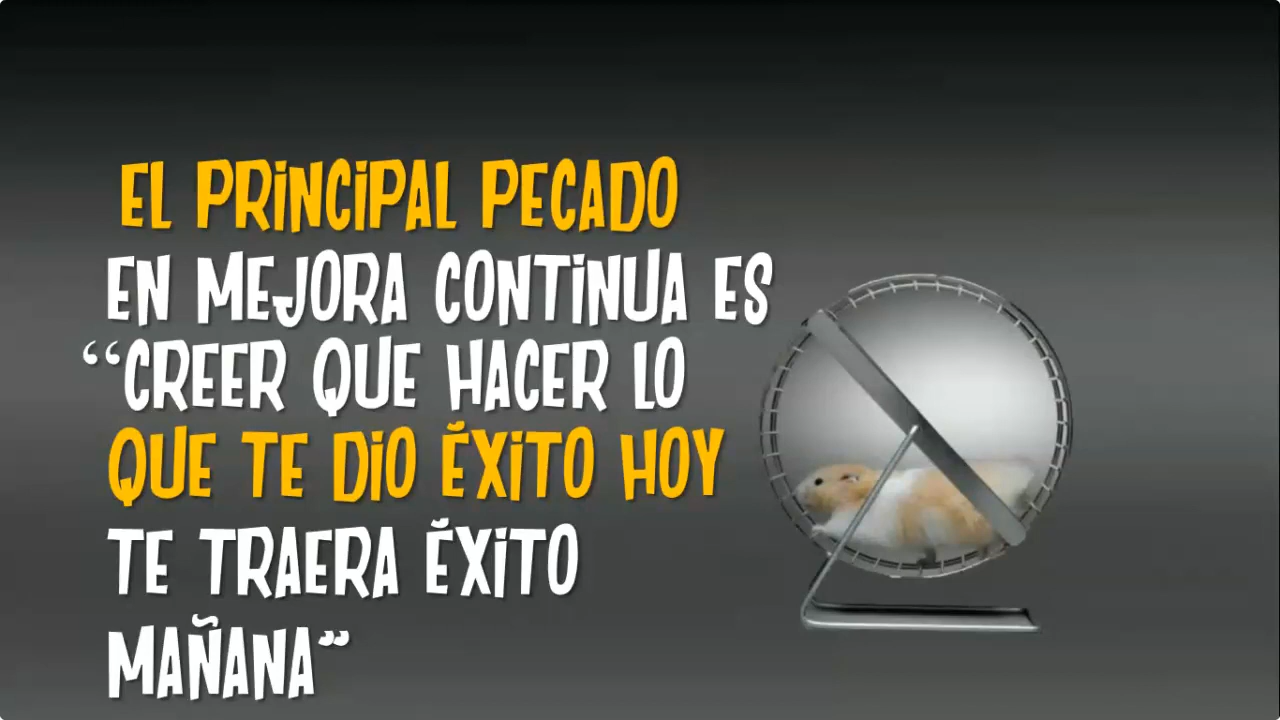 EL PRINCIPAL PECADO
EN MEJORA CONTINUA ES
“CREER QUE HACER LO
QUE TE DIO ÉXITO HOY
TE TRAERA ÉXITO
MAÑANA”